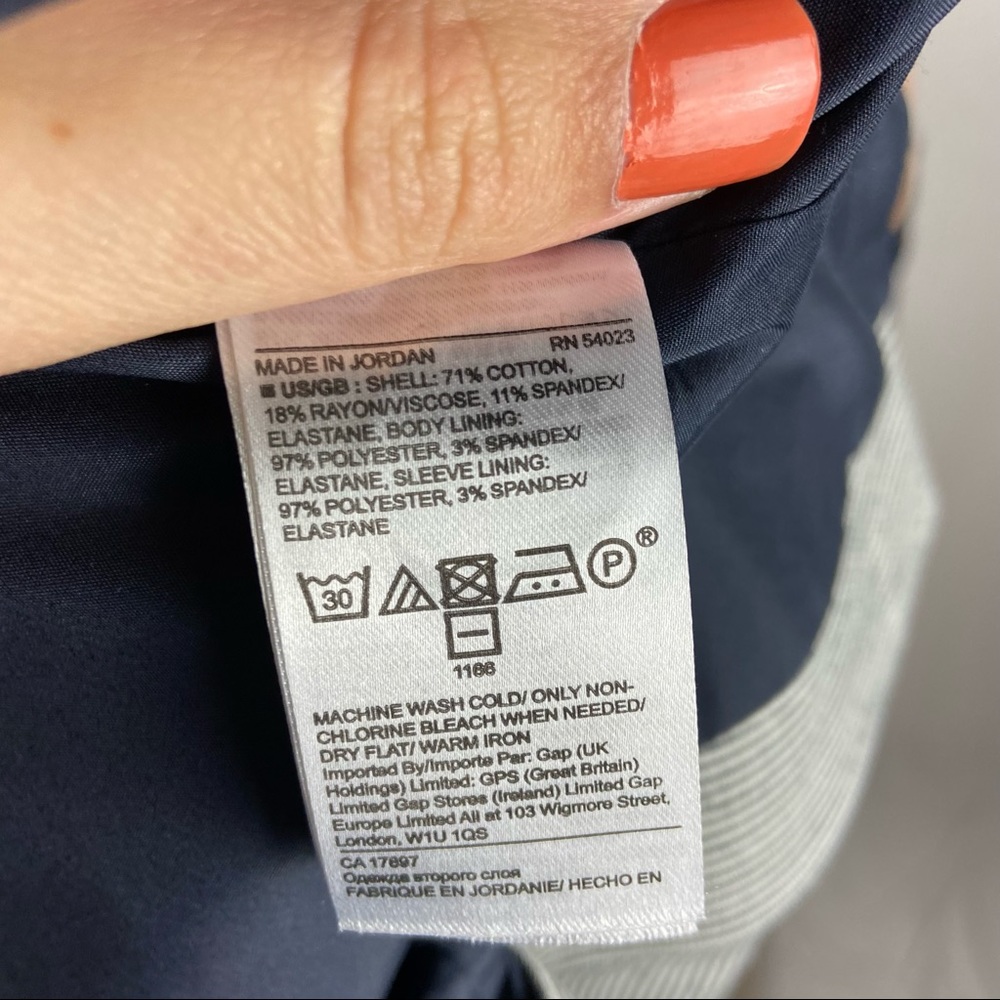 MADE IN JORDAN RN 54023
■ US/GB : SHELL: 71% COTTON,
18% RAYON/VISCOSE, 11% SPANDEX/
ELASTANE, BODY LINING:
97% POLYESTER, 3% SPANDEX/
ELASTANE, SLEEVE LINING:
97% POLYESTER, 3% SPANDEX/
ELASTANE
30 P ®
1166
MACHINE WASH COLD/ ONLY NON-
CHLORINE BLEACH WHEN NEEDED/
DRY FLAT/ WARM IRON
Imported By/Importe Par: Gap (UK
Holdings) Limited: GPS (Great Britain)
Limited Gap Stores (Ireland) Limited Gap
Europe Limited All at 103 Wigmore Street,
London, W1U 1QS
CA 17897
Одежда второго слоя
FABRIQUE EN JORDANIE/ HECHO EN